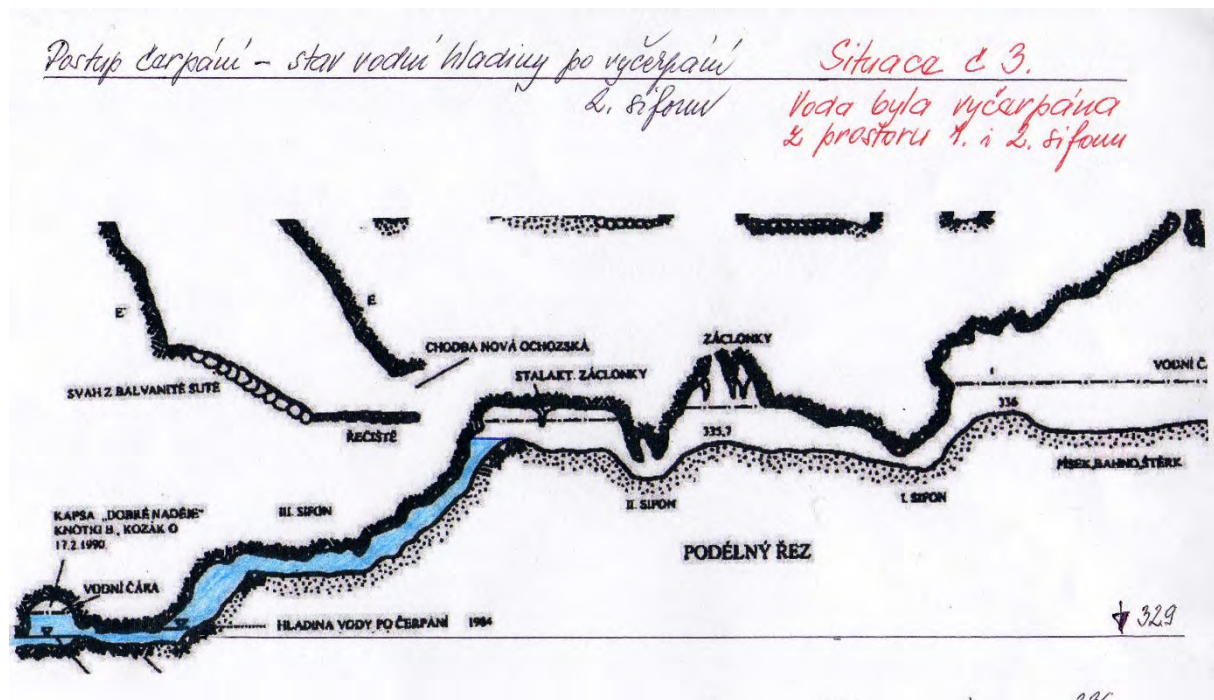 Postup čerpání – stav vodní hladiny po vyčerpání
2. sifonu
Situace č 3.
Voda byla vyčerpána
z prostoru 1. i 2. sifonu
E'
E
CHODBA NOVÁ OCHOZSKÁ
ZÁCLONKY
STALAKT. ZÁCLONKY
VODNÍ Č
SVAH Z BALVANITÉ SUTĚ
ŘEČIŠTĚ
336
335,7
PÍSEK, BAHNO, ŠTĚRK
I. SIFON
II. SIFON
III. SIFON
KAPSA „DOBRÉ NADĚJE"
KNOTKI B., KOZÁK O
17.2.1990
PODÉLNÝ ŘEZ
VODNÍ ČÁRA
HLADINA VODY PO ČERPÁNÍ 1984
329